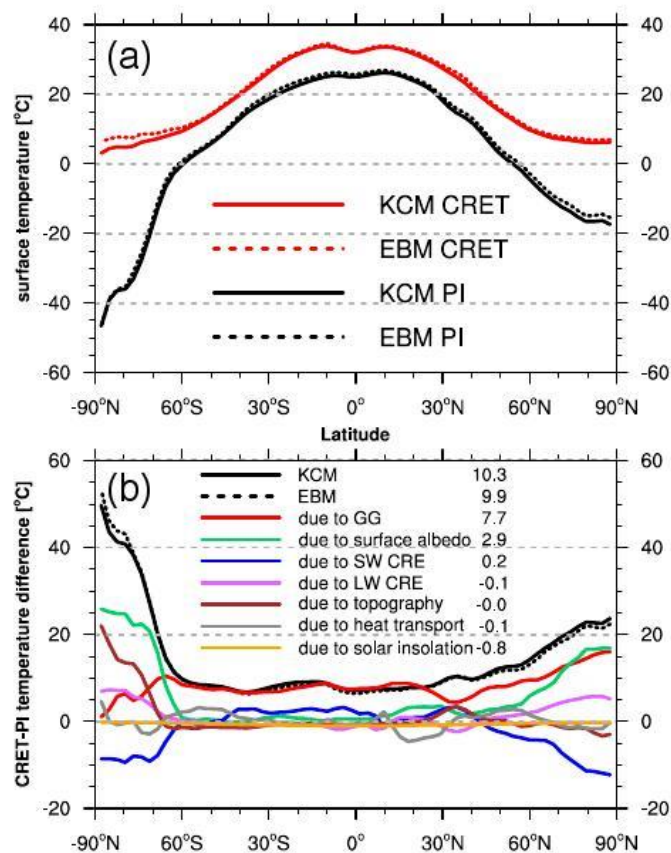 (a)
40
20
0
-20
-40
-60
surface temperature [°C]
KCM CRET
EBM CRET
KCM PI
EBM PI
40
20
0
-20
-40
-60
-90°N 60°S 30°S 0° 30°N 60°N 90°N
Latitude
(b)
60
40
20
0
-20
CRET-PI temperature difference [°C]
KCM 10.3
EBM 9.9
due to GG 7.7
due to surface albedo 2.9
due to SW CRE 0.2
due to LW CRE -0.1
due to topography -0.0
due to heat transport -0.1
due to solar insolation -0.8
60
40
20
0
-20
-90°N 60°S 30°S 0° 30°N 60°N 90°N